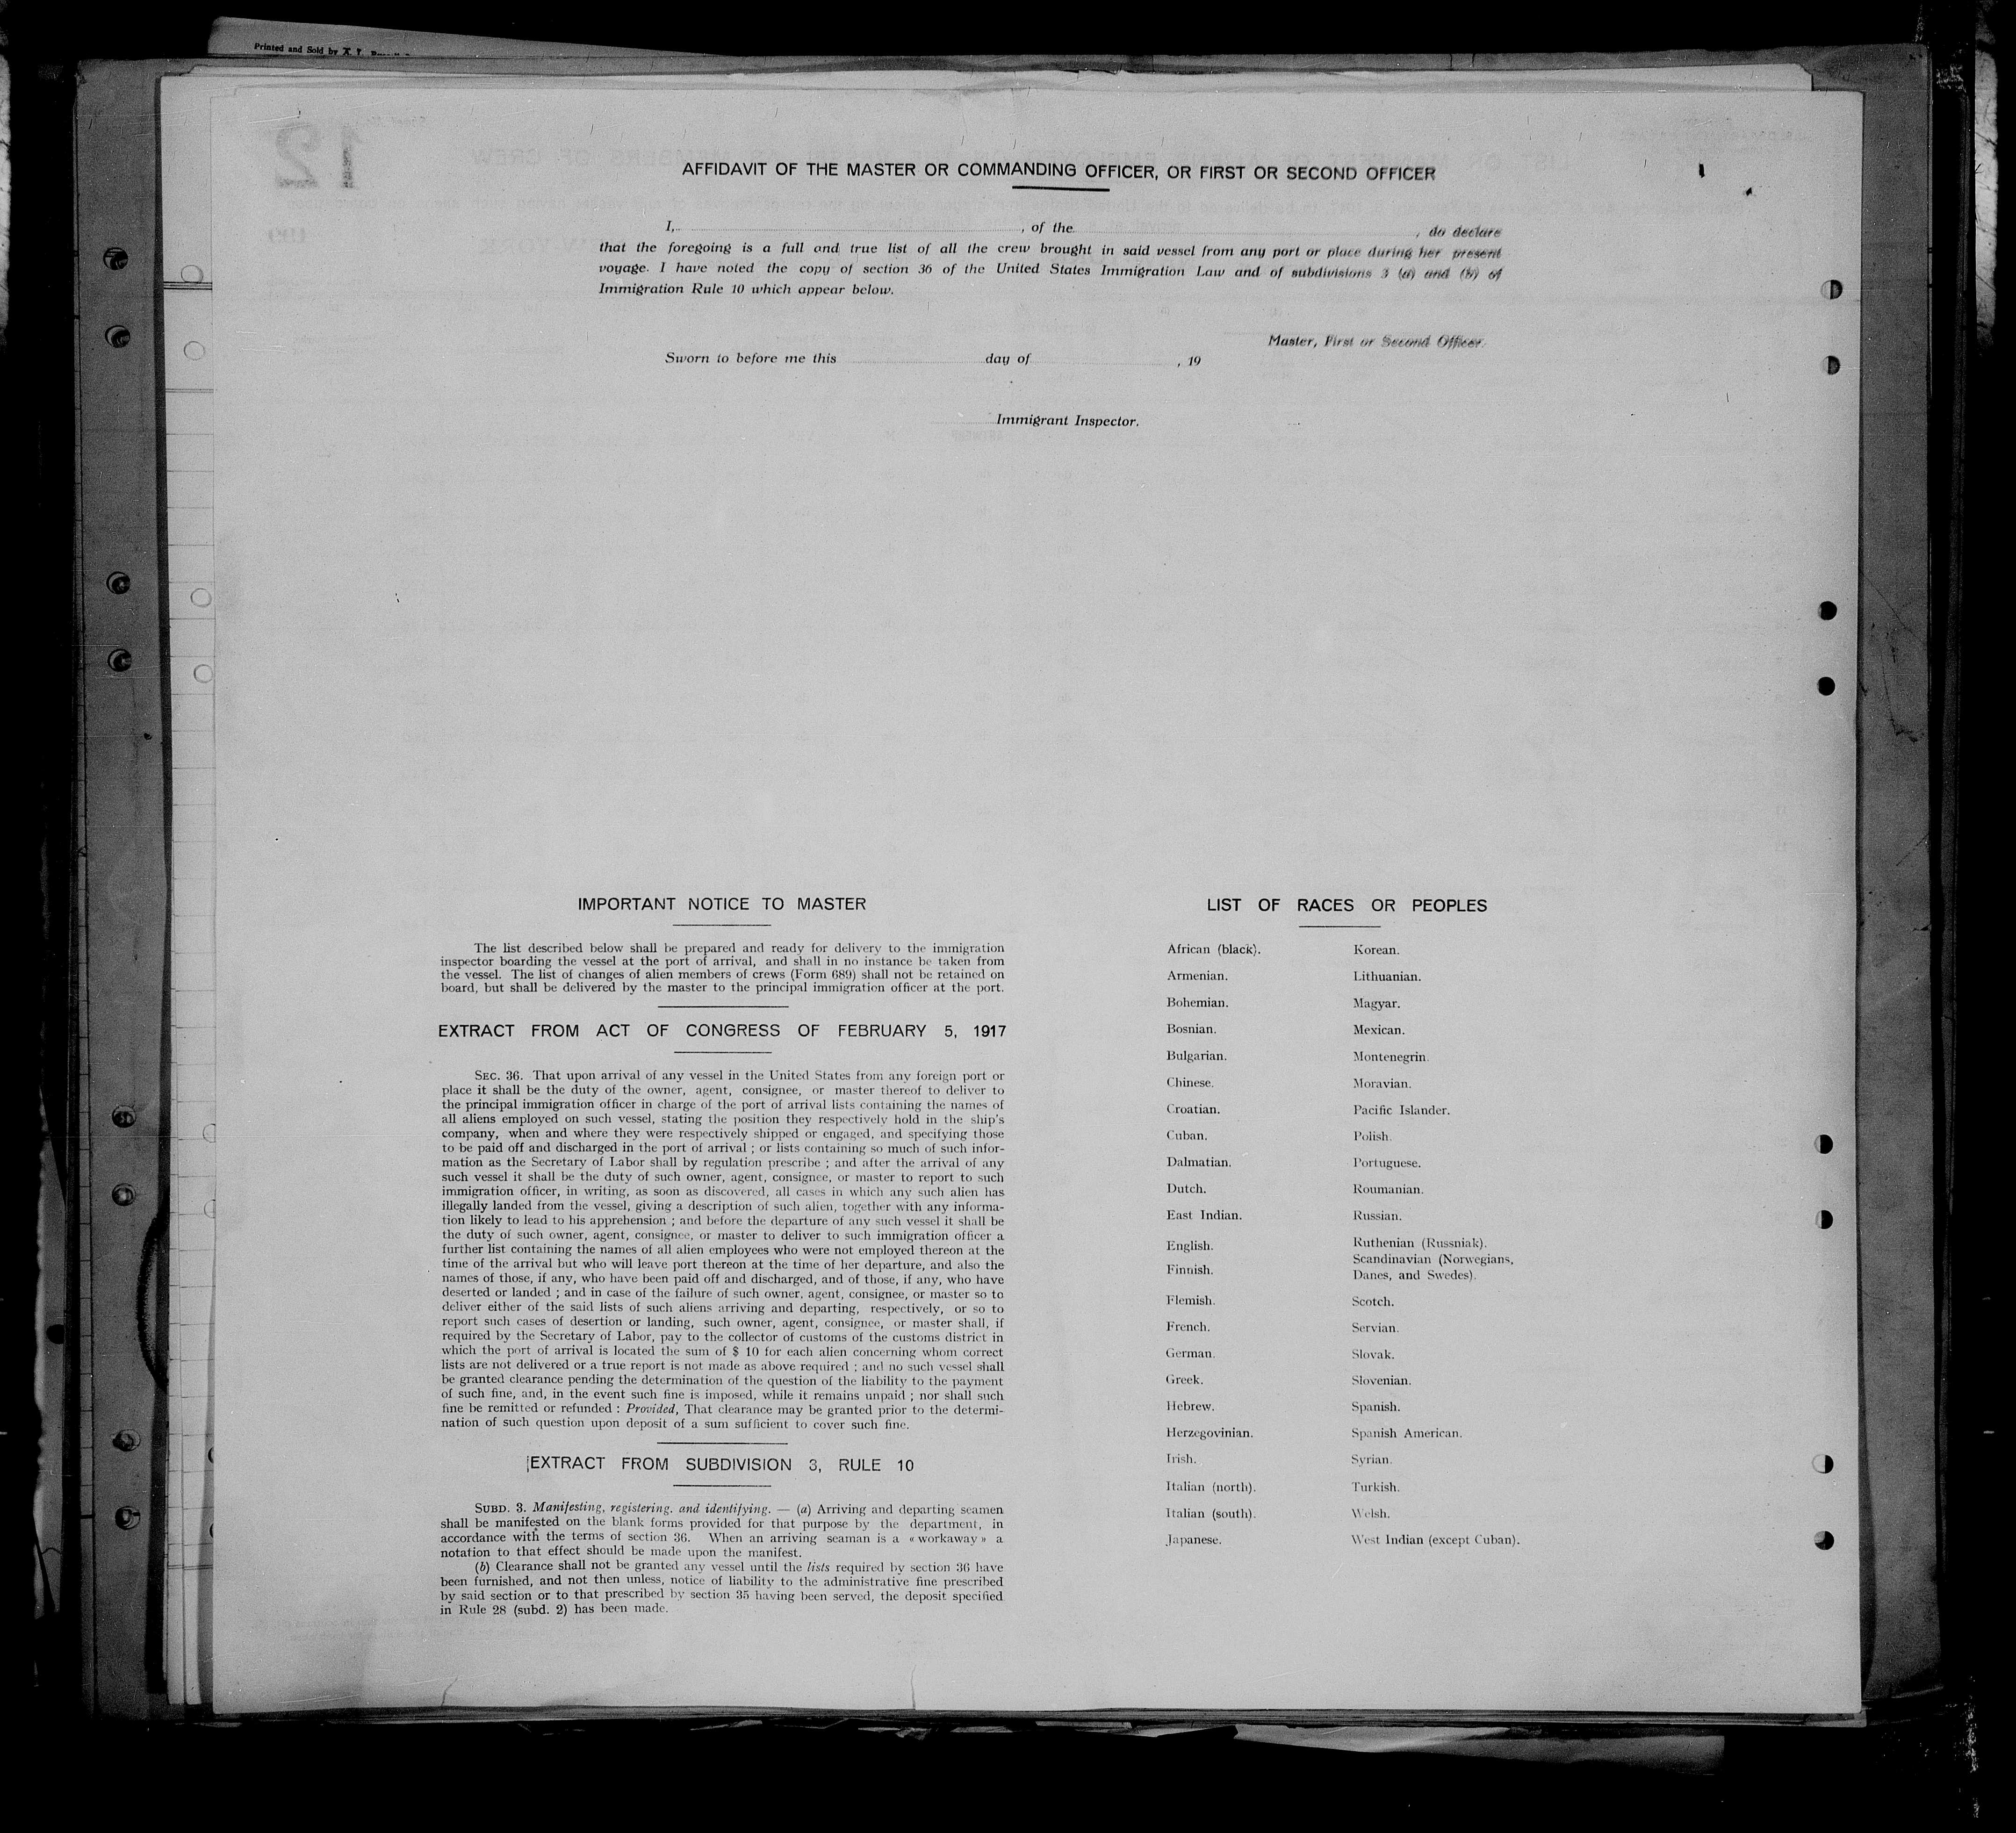 Printed and Sold by
AFFIDAVIT OF THE MASTER OR COMMANDING OFFICER, OR FIRST OR SECOND OFFICER
I, , of the , do declare
that the foregoing is a full and true list of all the crew brought in said vessel from any port or place during her present
voyage. I have noted the copy of section 36 of the United States Immigration Law and of subdivisions 3 (a) and (b) of
Immigration Rule 10 which appear below.
Master, First or Second Officer.
Sworn to before me this day of , 19
Immigrant Inspector.
IMPORTANT NOTICE TO MASTER
The list described below shall be prepared and ready for delivery to the immigration
inspector boarding the vessel at the port of arrival, and shall in no instance be taken from
the vessel. The list of changes of alien members of crews (Form 689) shall not be retained on
board, but shall be delivered by the master to the principal immigration officer at the port.
EXTRACT FROM ACT OF CONGRESS OF FEBRUARY 5, 1917
SEC. 36. That upon arrival of any vessel in the United States from any foreign port or
place it shall be the duty of the owner, agent, consignee, or master thereof to deliver to
the principal immigration officer in charge of the port of arrival lists containing the names of
all aliens employed on such vessel, stating the position they respectively hold in the ship's
company, when and where they were respectively shipped or engaged, and specifying those
to be paid off and discharged in the port of arrival ; or lists containing so much of such infor-
mation as the Secretary of Labor shall by regulation prescribe ; and after the arrival of any
such vessel it shall be the duty of such owner, agent, consignee, or master to report to such
immigration officer, in writing, as soon as discovered, all cases in which any such alien has
illegally landed from the vessel, giving a description of such alien, together with any informa-
tion likely to lead to his apprehension ; and before the departure of any such vessel it shall be
the duty of such owner, agent, consignee, or master to deliver to such immigration officer a
further list containing the names of all alien employees who were not employed thereon at the
time of the arrival but who will leave port thereon at the time of her departure, and also the
names of those, if any, who have been paid off and discharged, and of those, if any, who have
deserted or landed ; and in case of the failure of such owner, agent, consignee, or master so to
deliver either of the said lists of such aliens arriving and departing, respectively, or so to
report such cases of desertion or landing, such owner, agent, consignee, or master shall, if
required by the Secretary of Labor, pay to the collector of customs of the customs district in
which the port of arrival is located the sum of $ 10 for each alien concerning whom correct
lists are not delivered or a true report is not made as above required ; and no such vessel shall
be granted clearance pending the determination of the question of the liability to the payment
of such fine, and, in the event such fine is imposed, while it remains unpaid ; nor shall such
fine be remitted or refunded : Provided, That clearance may be granted prior to the determi-
nation of such question upon deposit of a sum sufficient to cover such fine.
EXTRACT FROM SUBDIVISION 3, RULE 10
SUBD. 3. Manifesting, registering, and identifying. — (a) Arriving and departing seamen
shall be manifested on the blank forms provided for that purpose by the department, in
accordance with the terms of section 36. When an arriving seaman is a « workaway » a
notation to that effect should be made upon the manifest.
(b) Clearance shall not be granted any vessel until the lists required by section 36 have
been furnished, and not then unless, notice of liability to the administrative fine prescribed
by said section or to that prescribed by section 35 having been served, the deposit specified
in Rule 28 (subd. 2) has been made.
LIST OF RACES OR PEOPLES
African (black).
Armenian.
Bohemian.
Bosnian.
Bulgarian.
Chinese.
Croatian.
Cuban.
Dalmatian.
Dutch.
East Indian.
English.
Finnish.
Flemish.
French.
German.
Greek.
Hebrew.
Herzegovinian.
Irish.
Italian (north).
Italian (south).
Japanese.
Korean.
Lithuanian.
Magyar.
Mexican.
Montenegrin.
Moravian.
Pacific Islander.
Polish.
Portuguese.
Roumanian.
Russian.
Ruthenian (Russniak).
Scandinavian (Norwegians,
Danes, and Swedes).
Scotch.
Servian.
Slovak.
Slovenian.
Spanish.
Spanish American.
Syrian.
Turkish.
Welsh.
West Indian (except Cuban).